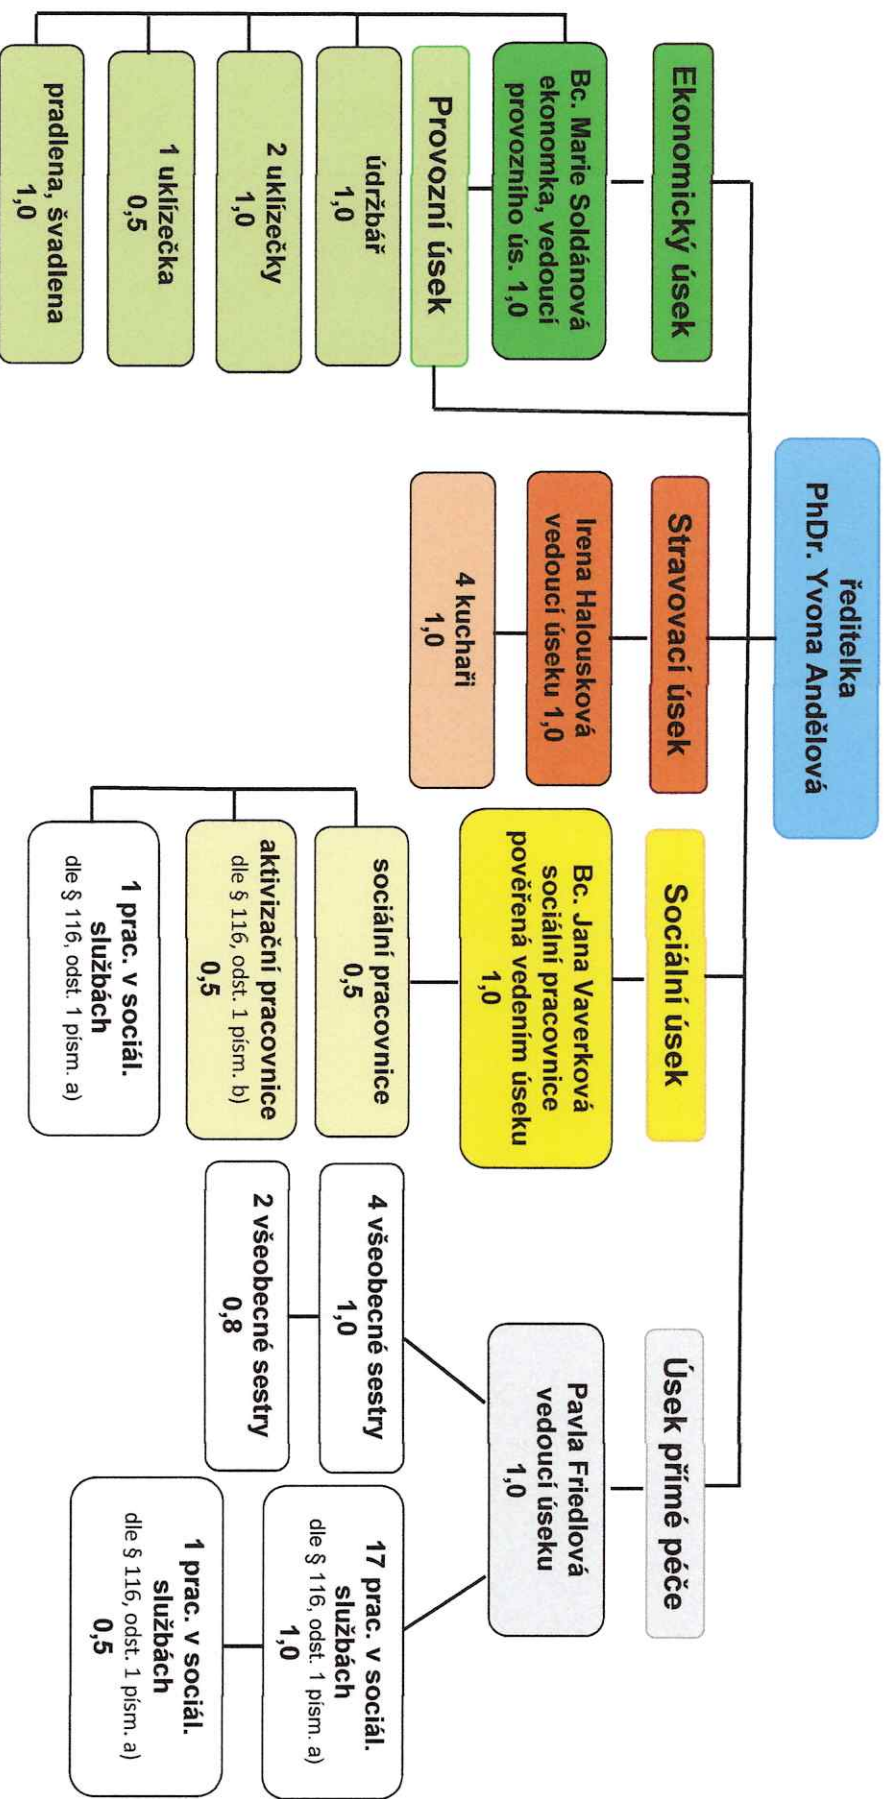 ředitelka
PhDr. Yvona Andělová
Ekonomický úsek
Bc. Marie Soldánová
ekonomka, vedoucí
provozního ús. 1,0
Provozní úsek
údržbář
1,0
2 uklízečky
1,0
1 uklízečka
0,5
pradlena, švadlena
1,0
Stravovací úsek
Irena Halousková
vedoucí úseku 1,0
4 kuchaři
1,0
Sociální úsek
Bc. Jana Vaverková
sociální pracovnice
pověřená vedením úseku
1,0
sociální pracovnice
0,5
aktivizační pracovnice
dle § 116, odst. 1 písm. b)
0,5
1 prac. v sociál.
službách
dle § 116, odst. 1 písm. a)
Úsek přímé péče
Pavla Friedlová
vedoucí úseku
1,0
4 všeobecné sestry
1,0
2 všeobecné sestry
0,8
17 prac. v sociál.
službách
dle § 116, odst. 1 písm. a)
1,0
1 prac. v sociál.
službách
dle § 116, odst. 1 písm. a)
0,5